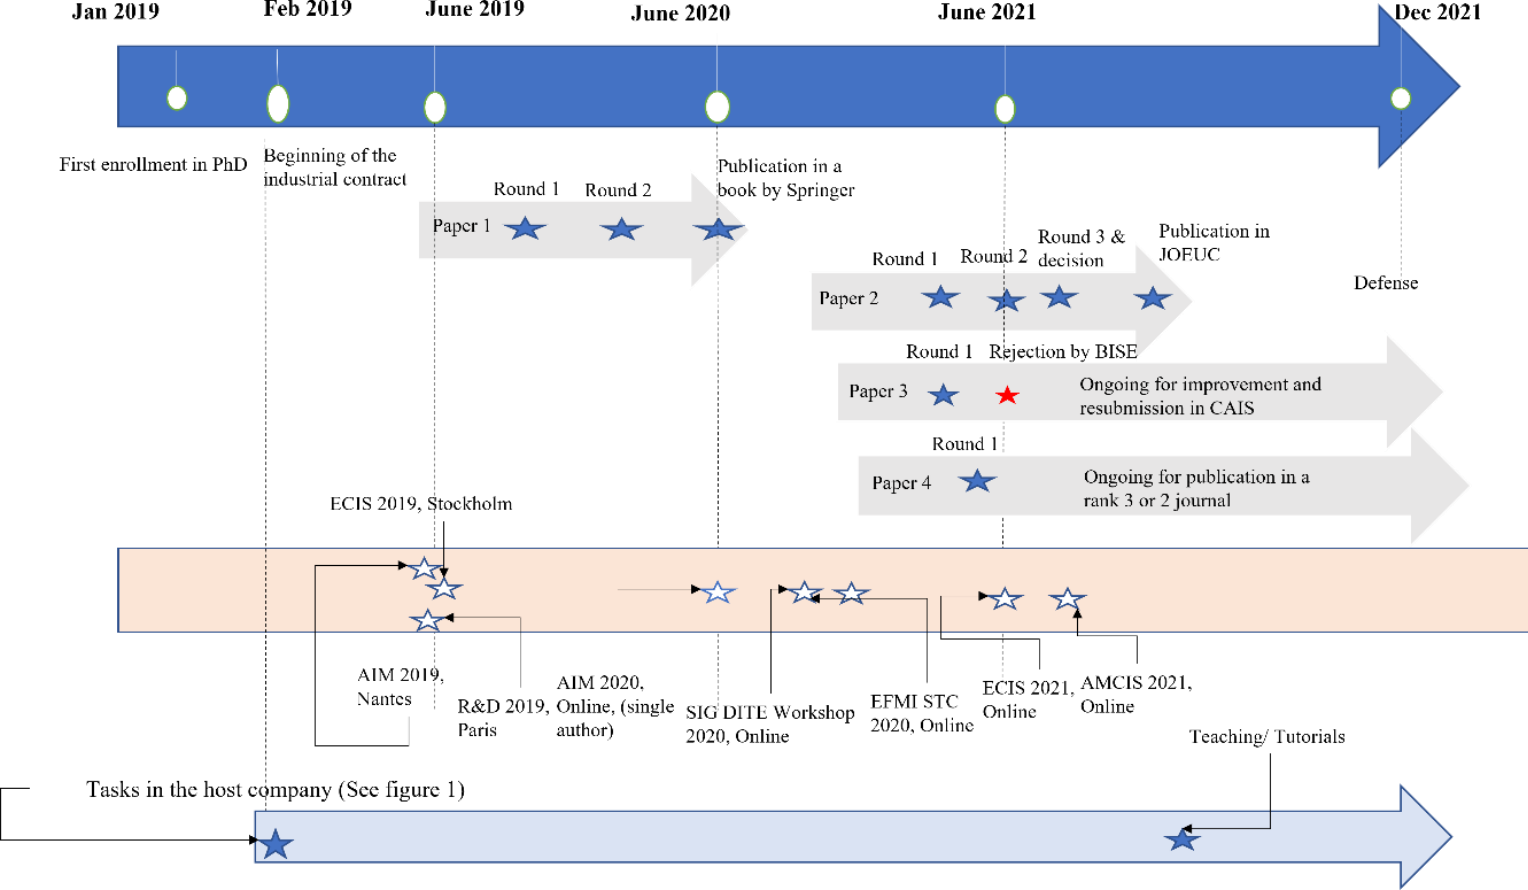 Jan 2019
Feb 2019
June 2019
June 2020
June 2021
Dec 2021
First enrollment in PhD
Beginning of the
industrial contract
Publication in a
book by Springer
Round 1
Round 2
Paper 1
Round 1
Round 2
Round 3 &
decision
Publication in
JOEUC
Paper 2
Defense
Round 1
Rejection by BISE
Paper 3
Ongoing for improvement and
resubmission in CAIS
Round 1
Paper 4
Ongoing for publication in a
rank 3 or 2 journal
ECIS 2019, Stockholm
AIM 2019,
Nantes
R&D 2019,
Paris
AIM 2020,
Online, (single
author)
SIG DITE Workshop
2020, Online
EFMI STC
2020, Online
ECIS 2021,
Online
AMCIS 2021,
Online
Teaching/ Tutorials
Tasks in the host company (See figure 1)